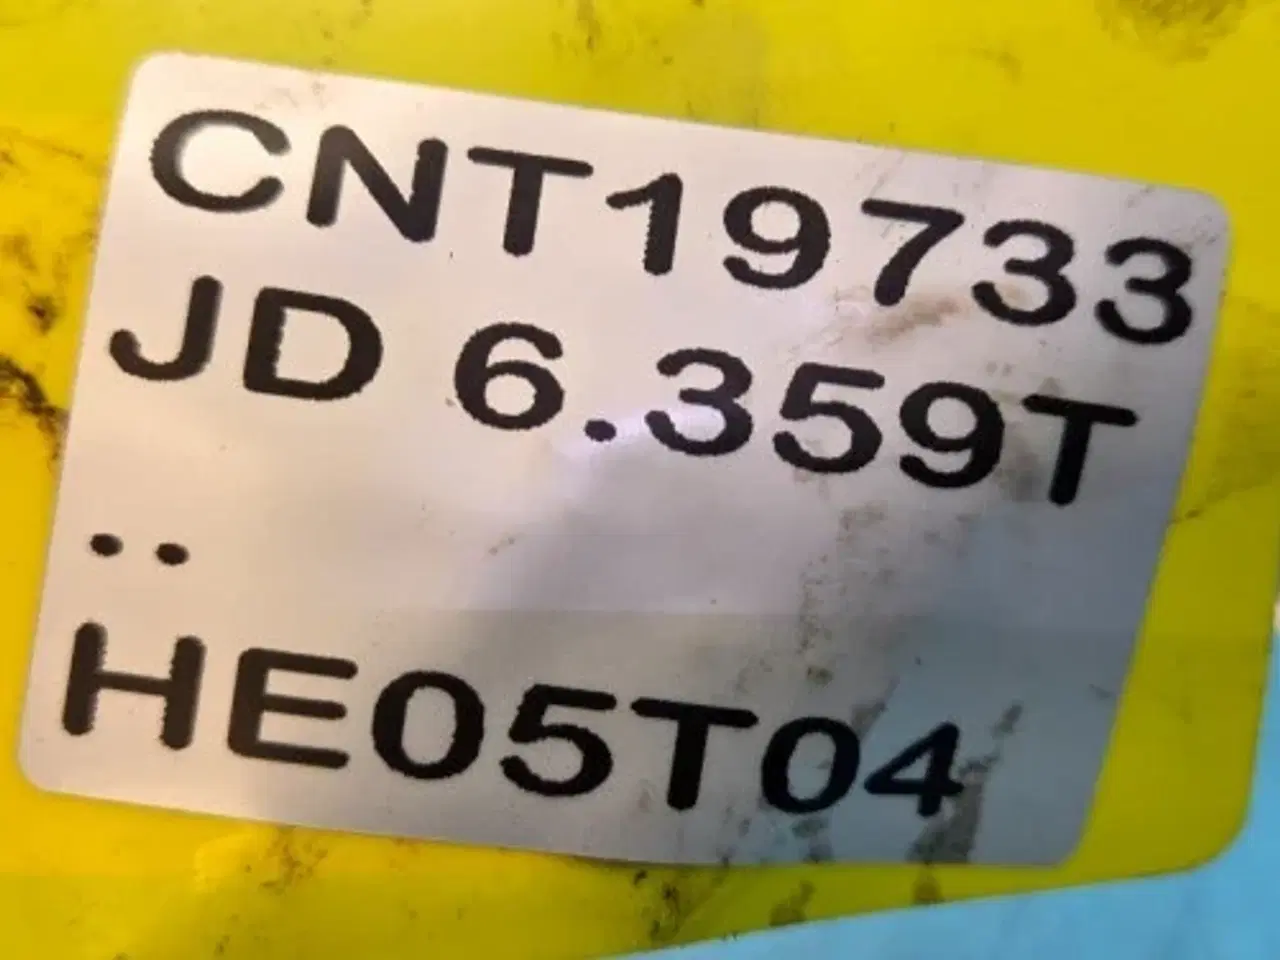 CNT19733
JD 6.359T
..
HE05T04